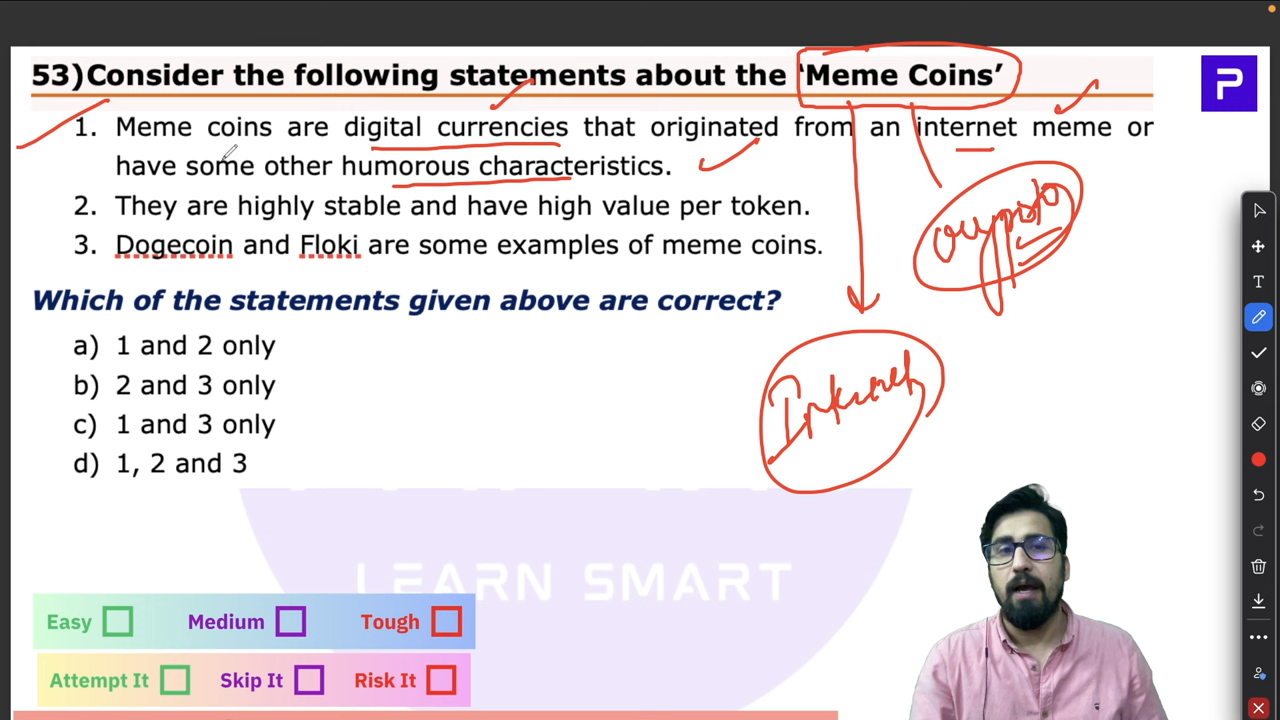 53)Consider the following statements about the ‘Meme Coins’
1. Meme coins are digital currencies that originated from an internet meme or
have some other humorous characteristics.
2. They are highly stable and have high value per token.
3. Dogecoin and Floki are some examples of meme coins.
Which of the statements given above are correct?
a) 1 and 2 only
b) 2 and 3 only
c) 1 and 3 only
d) 1, 2 and 3
crypto
Internet
LEARN SMART
Easy Medium Tough
Attempt It Skip It Risk It
P
T